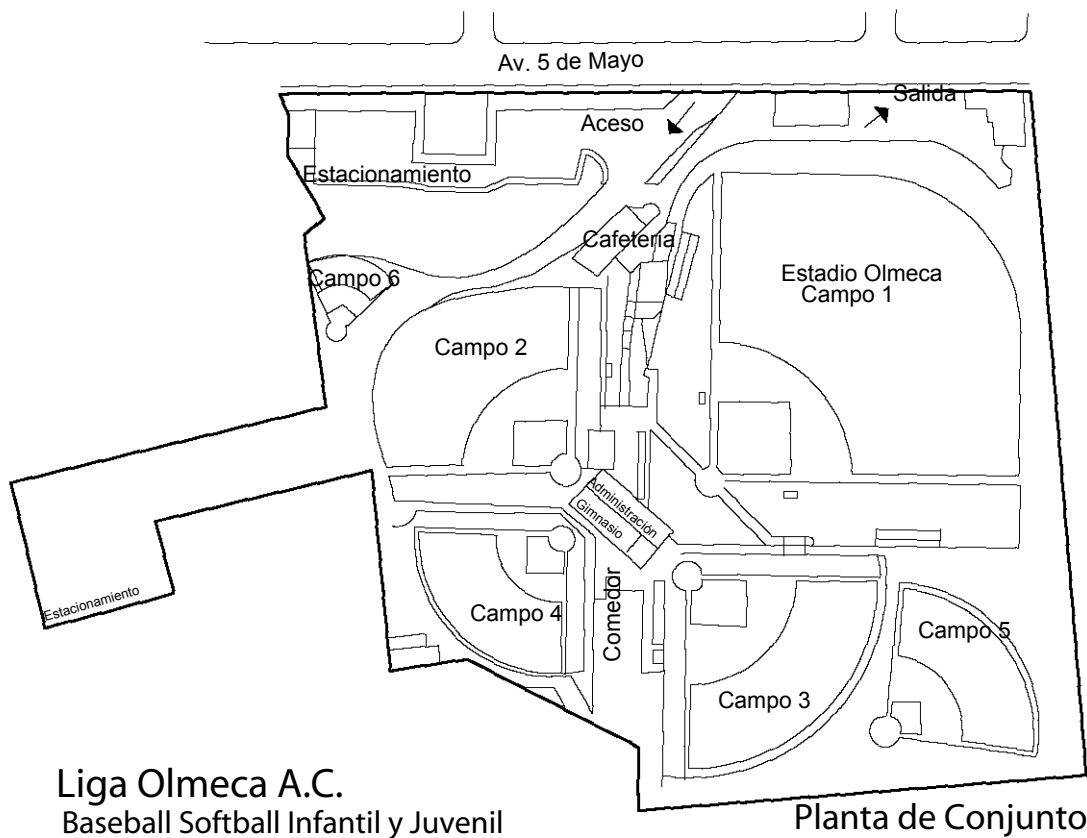 Av. 5 de Mayo
Salida
Aceso
Estacionamiento
Cafeteria
Campo 6
Estadio Olmeca
Campo 1
Campo 2
Administración
Gimnasio
Estacionamiento
Campo 4
Comedor
Campo 5
Campo 3
Liga Olmeca A.C.
Baseball Softball Infantil y Juvenil
Planta de Conjunto